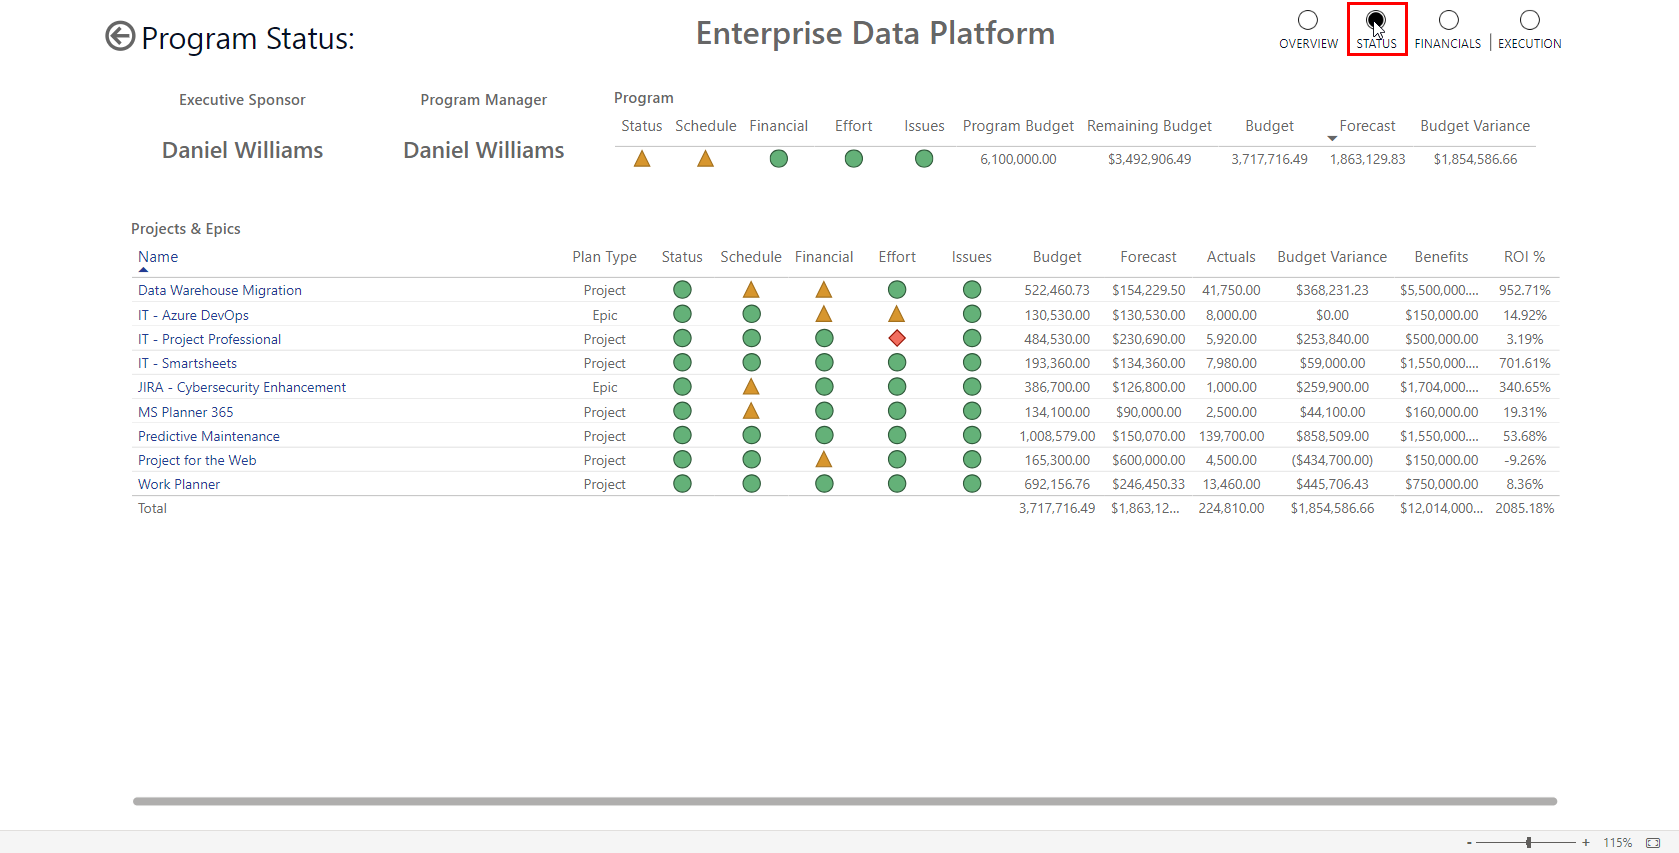 Program Status:
Enterprise Data Platform
OVERVIEW STATUS FINANCIALS EXECUTION
Executive Sponsor
Daniel Williams
Program Manager
Daniel Williams
Program
Status Schedule Financial Effort Issues Program Budget Remaining Budget Budget Forecast Budget Variance
6,100,000.00 $3,492,906.49 3,717,716.49 1,863,129.83 $1,854,586.66
Projects & Epics
Name Plan Type Status Schedule Financial Effort Issues Budget Forecast Actuals Budget Variance Benefits ROI %
Data Warehouse Migration Project 522,460.73 $154,229.50 41,750.00 $368,231.23 $5,500,000.... 952.71%
IT - Azure DevOps Epic 130,530.00 $130,530.00 8,000.00 $0.00 $150,000.00 14.92%
IT - Project Professional Project 484,530.00 $230,690.00 5,920.00 $253,840.00 $500,000.00 3.19%
IT - Smartsheets Project 193,360.00 $134,360.00 7,980.00 $59,000.00 $1,550,000.... 701.61%
JIRA - Cybersecurity Enhancement Epic 386,700.00 $126,800.00 1,000.00 $259,900.00 $1,704,000.... 340.65%
MS Planner 365 Project 134,100.00 $90,000.00 2,500.00 $44,100.00 $160,000.00 19.31%
Predictive Maintenance Project 1,008,579.00 $150,070.00 139,700.00 $858,509.00 $1,550,000.... 53.68%
Project for the Web Project 165,300.00 $600,000.00 4,500.00 ($434,700.00) $150,000.00 -9.26%
Work Planner Project 692,156.76 $246,450.33 13,460.00 $445,706.43 $750,000.00 8.36%
Total 3,717,716.49 $1,863,12... 224,810.00 $1,854,586.66 $12,014,000... 2085.18%
- + 115%